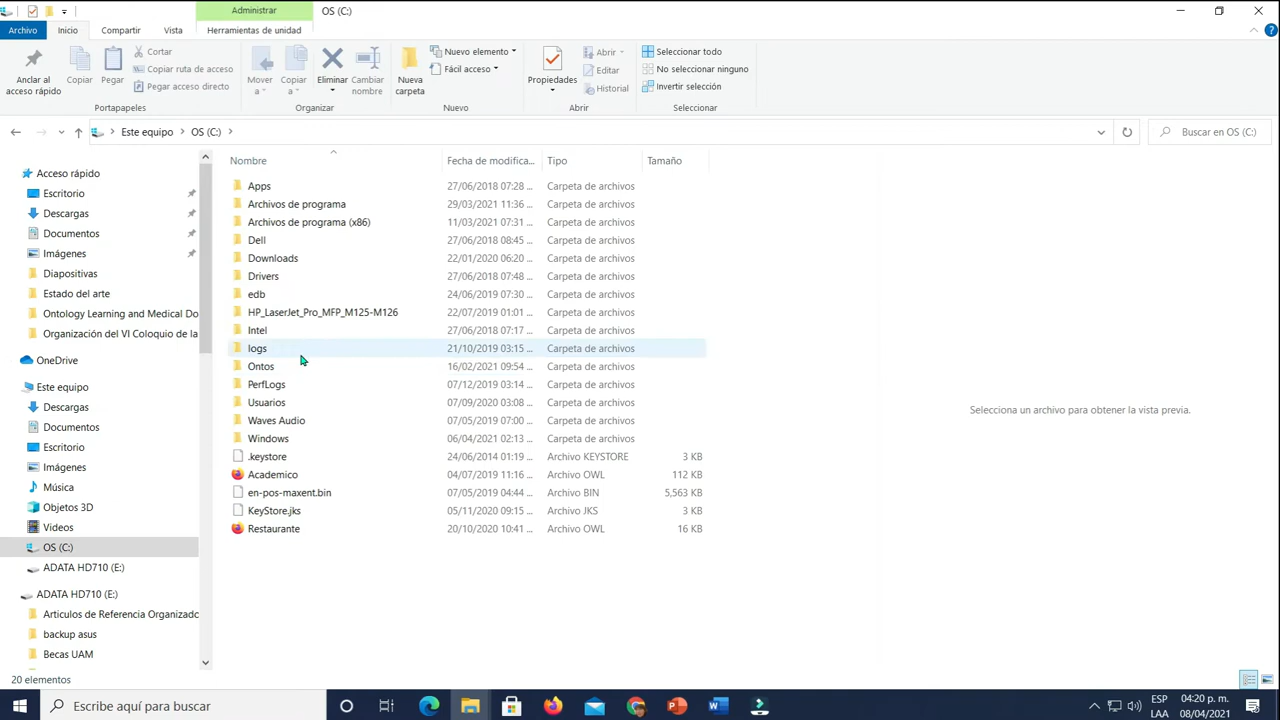 Administrar
OS (C:)
Archivo
Inicio
Compartir
Vista
Herramientas de unidad
Anclar al
acceso rápido
Copiar
Pegar
Cortar
Copiar ruta de acceso
Pegar acceso directo
Mover
a
Copiar
a
Eliminar
Cambiar
nombre
Nueva
carpeta
Nuevo elemento
Fácil acceso
Propiedades
Abrir
Editar
Historial
Seleccionar todo
No seleccionar ninguno
Invertir selección
Portapapeles
Organizar
Nuevo
Abrir
Seleccionar
Este equipo > OS (C:) >
Buscar en OS (C:)
Acceso rápido
Escritorio
Descargas
Documentos
Imágenes
Diapositivas
Estado del arte
Ontology Learning and Medical Do
Organización del VI Coloquio de la
OneDrive
Este equipo
Descargas
Documentos
Escritorio
Imágenes
Música
Objetos 3D
Videos
OS (C:)
ADATA HD710 (E:)
ADATA HD710 (E:)
Articulos de Referencia Organizado
backup asus
Becas UAM
Nombre Fecha de modifica... Tipo Tamaño
Apps 27/06/2018 07:28 ... Carpeta de archivos
Archivos de programa 29/03/2021 11:36 ... Carpeta de archivos
Archivos de programa (x86) 11/03/2021 07:31 ... Carpeta de archivos
Dell 27/06/2018 08:45 ... Carpeta de archivos
Downloads 22/01/2020 06:20 ... Carpeta de archivos
Drivers 27/06/2018 07:48 ... Carpeta de archivos
edb 24/06/2019 07:30 ... Carpeta de archivos
HP_LaserJet_Pro_MFP_M125-M126 22/07/2019 01:01 ... Carpeta de archivos
Intel 27/06/2018 07:17 ... Carpeta de archivos
logs 21/10/2019 03:15 ... Carpeta de archivos
Ontos 16/02/2021 09:54 ... Carpeta de archivos
PerfLogs 07/12/2019 03:14 ... Carpeta de archivos
Usuarios 07/09/2020 03:08 ... Carpeta de archivos
Waves Audio 07/05/2019 07:00 ... Carpeta de archivos
Windows 06/04/2021 02:13 ... Carpeta de archivos
.keystore 24/06/2014 01:19 ... Archivo KEYSTORE 3 KB
Academico 04/07/2019 11:16 ... Archivo OWL 112 KB
en-pos-maxent.bin 07/05/2019 04:44 ... Archivo BIN 5,563 KB
KeyStore.jks 05/11/2020 09:15 ... Archivo JKS 3 KB
Restaurante 20/10/2020 10:41 ... Archivo OWL 16 KB
Selecciona un archivo para obtener la vista previa.
20 elementos
Escribe aquí para buscar
ESP
LAA
04:20 p. m.
08/04/2021